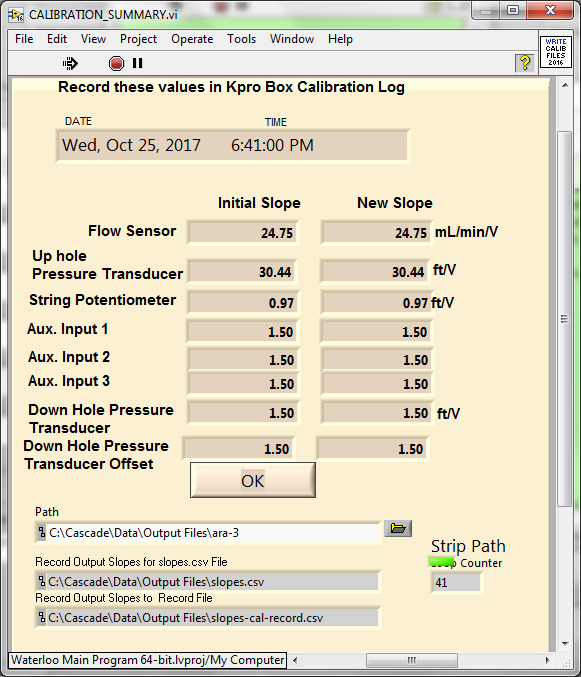 CALIBRATION_SUMMARY.vi
File Edit View Project Operate Tools Window Help
WRITE
CALIB
FILES
2016
?
Record these values in Kpro Box Calibration Log
DATE TIME
Wed, Oct 25, 2017 6:41:00 PM
Initial Slope New Slope
Flow Sensor 24.75 24.75 mL/min/V
Up hole
Pressure Transducer 30.44 30.44 ft/V
String Potentiometer 0.97 0.97 ft/V
Aux. Input 1 1.50 1.50
Aux. Input 2 1.50 1.50
Aux. Input 3 1.50 1.50
Down Hole Pressure
Transducer 1.50 1.50 ft/V
Down Hole Pressure
Transducer Offset 1.50 1.50
OK
Path
C:\Cascade\Data\Output Files\ara-3
Strip Path
Record Output Slopes for slopes.csv File
Counter
C:\Cascade\Data\Output Files\slopes.csv
41
Record Output Slopes to Record File
C:\Cascade\Data\Output Files\slopes-cal-record.csv
Waterloo Main Program 64-bit.lvproj/My Computer